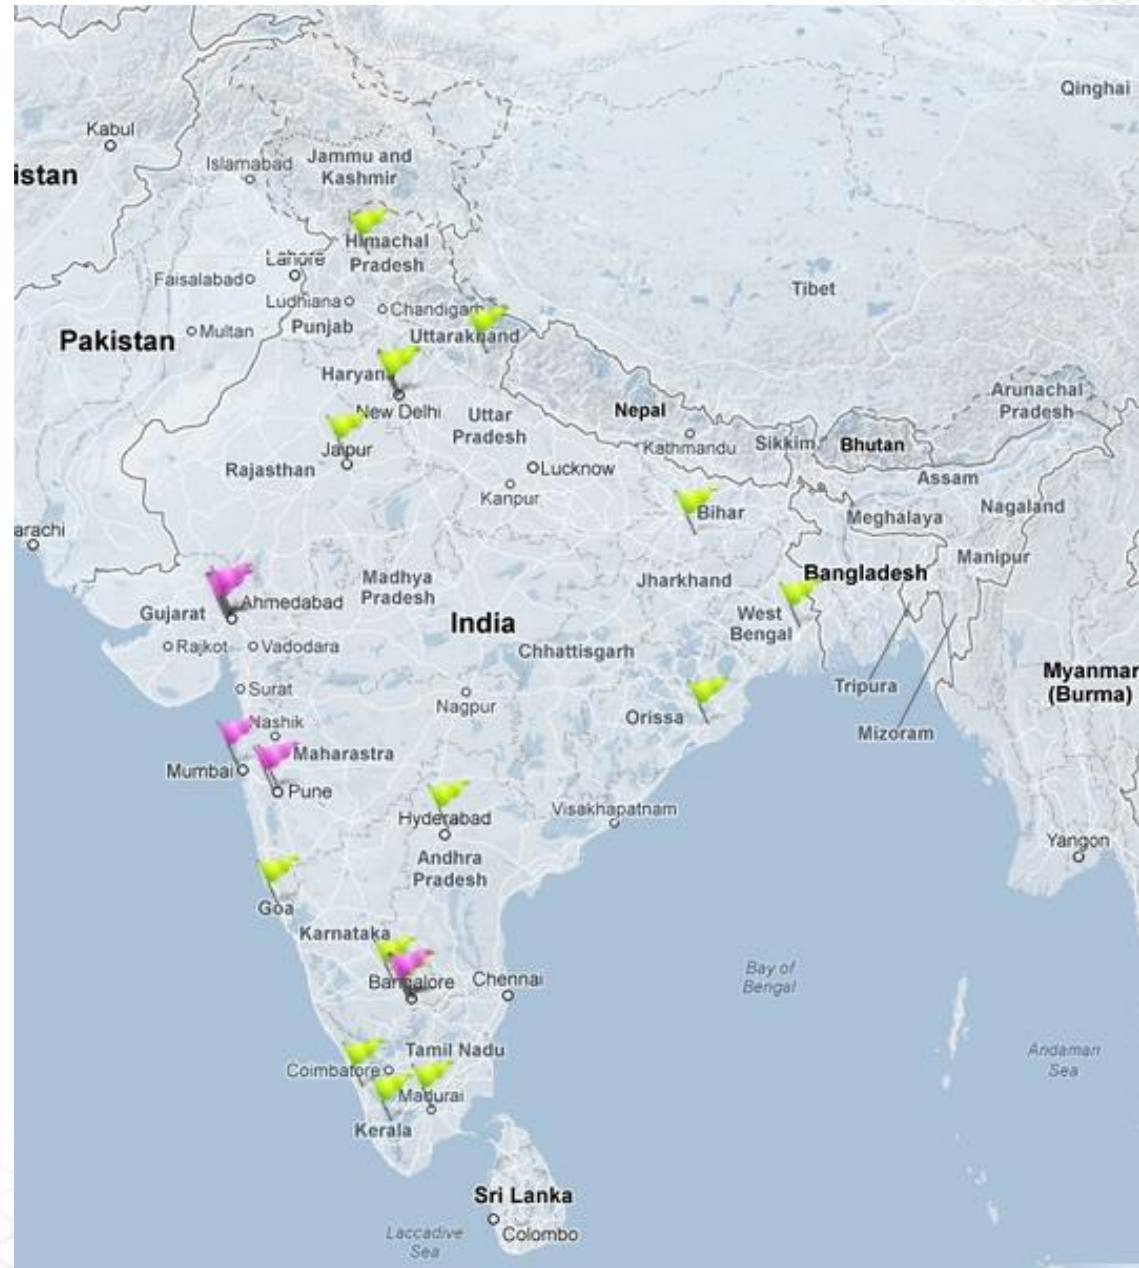 Qinghai
Kabul
istan
Islamabad
Jammu and
Kashmir
Himachal
Pradesh
Lahore
Faisalabad
Ludhiana
Chandigarh
Tibet
Punjab
Multan
Pakistan
Uttarakhand
Haryana
New Delhi
Uttar
Pradesh
Nepal
Arunachal
Pradesh
Kathmandu
Sikkim
Bhutan
Jaipur
Rajasthan
Lucknow
Kanpur
Assam
Nagaland
Bihar
Meghalaya
arachi
Manipur
Madhya
Pradesh
Jharkhand
Bangladesh
Gujarat
Ahmedabad
India
West
Bengal
Rajkot
Vadodara
Chhattisgarh
Surat
Nagpur
Orissa
Tripura
Myanmar
(Burma)
Nashik
Mizoram
Maharastra
Mumbai
Pune
Hyderabad
Visakhapatnam
Yangon
Andhra
Pradesh
Goa
Karnataka
Bangalore
Chennai
Bay of
Bengal
Tamil Nadu
Coimbatore
Andaman
Sea
Madurai
Kerala
Sri Lanka
Colombo
Laccadive
Sea